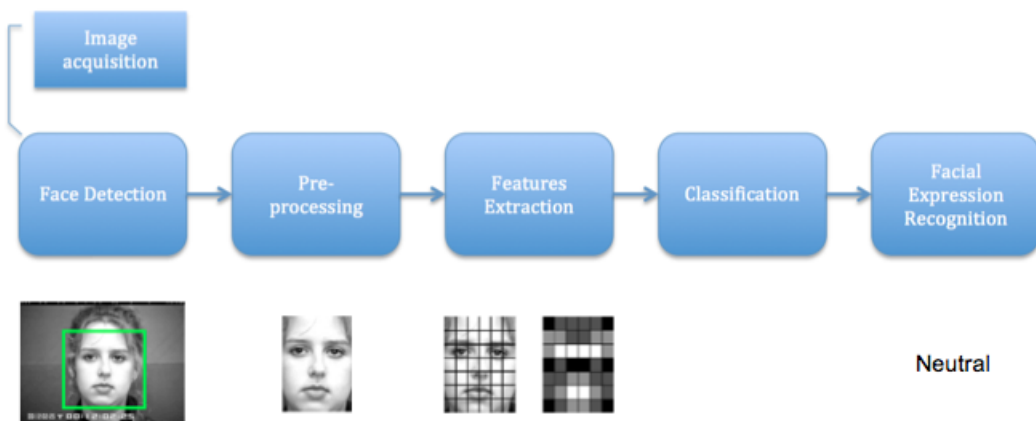 Image
acquisition
Face Detection
Pre-
processing
Features
Extraction
Classification
Facial
Expression
Recognition
Neutral